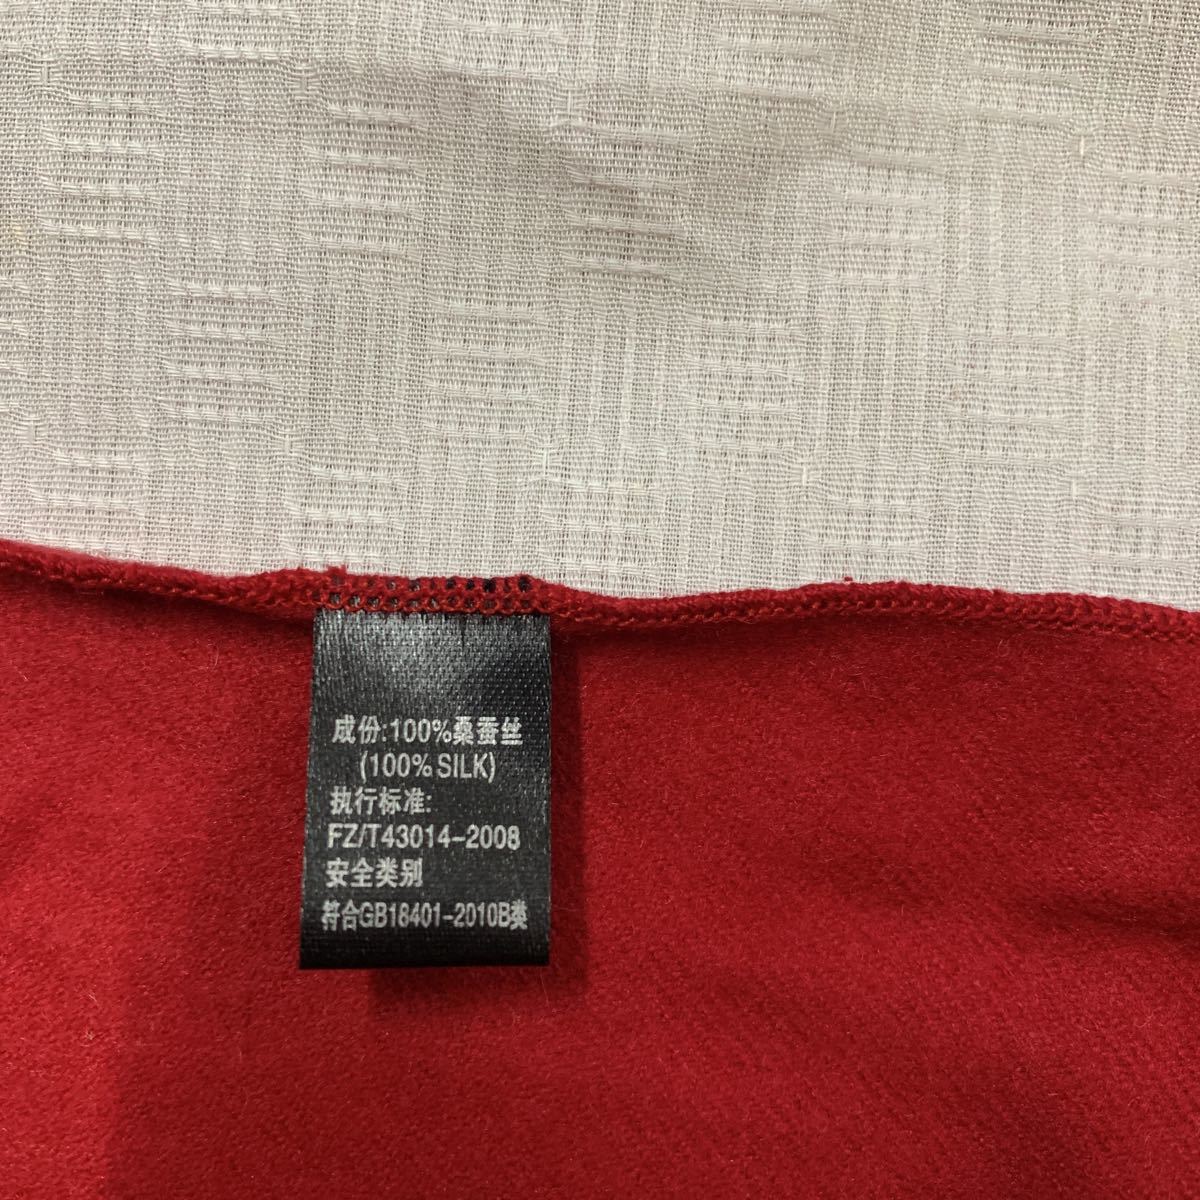 成份:100%桑蚕丝
(100% SILK)
执行标准:
FZ/T43014-2008
安全类别
符合GB18401-2010B类